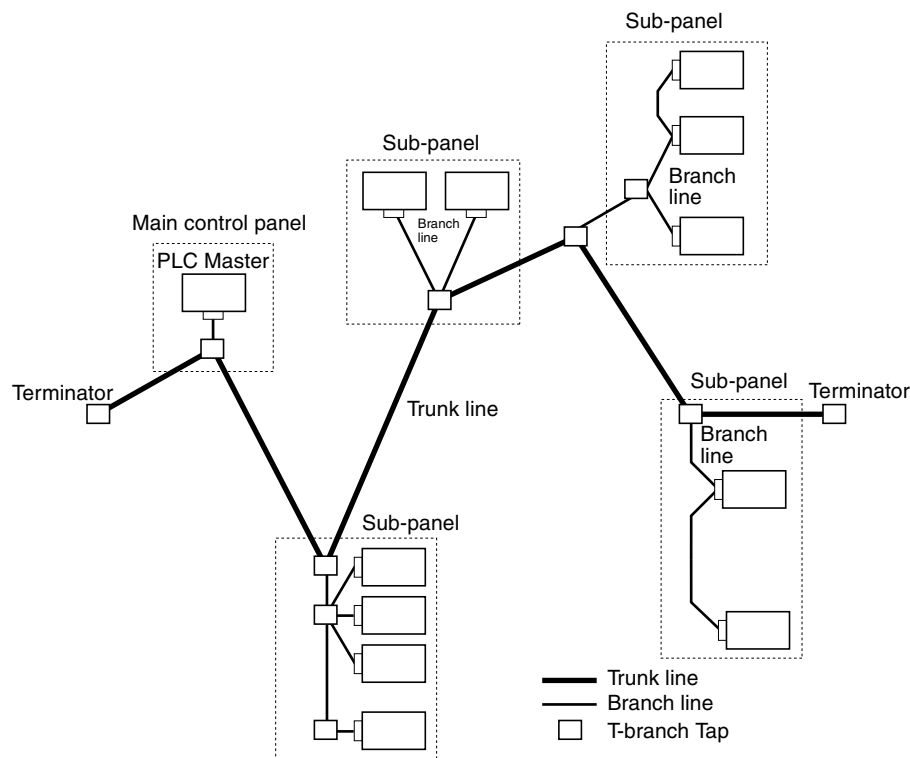 Sub-panel
Sub-panel
Branch
line
Branch
line
Main control panel
PLC Master
Terminator
Trunk line
Sub-panel
Terminator
Branch
line
Sub-panel
Trunk line
Branch line
T-branch Tap